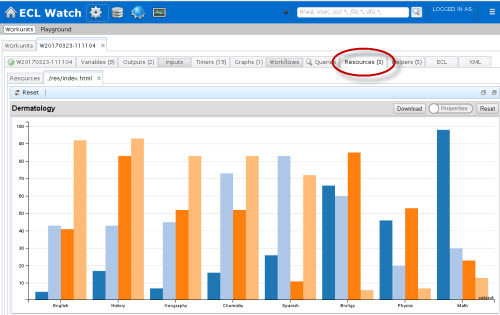 ECL Watch
Wuid, User, ecl:*, file:*, dfu:*,
LOGGED IN AS:
Workunits Playground
Workunits W20170323-111104
W20170323-111104 Variables (9) Outputs (2) Inputs Timers (19) Graphs (1) Workflows Queries Resources (3) Helpers (5) ECL XML
Resources ./res/index.html
Reset
Dermatology
Download Properties Reset
100
90
80
70
60
50
40
30
20
10
0
English History Geography Chemistry Spanish Biology Physics Math
subject